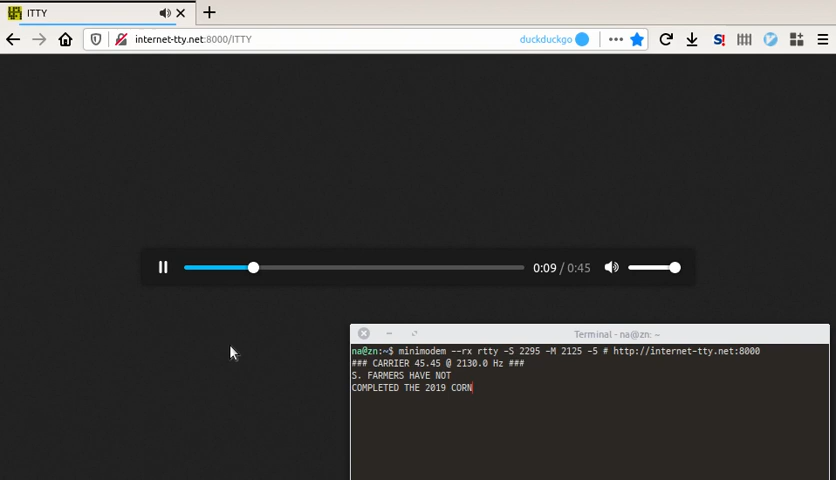 ITTY
internet-tty.net:8000/ITTY
duckduckgo
S!
0:09 / 0:45
Terminal - na@zn: ~
na@zn:~$ minimodem --rx rtty -S 2295 -M 2125 -5 # http://internet-tty.net:8000
### CARRIER 45.45 @ 2130.0 Hz ###
S. FARMERS HAVE NOT
COMPLETED THE 2019 CORN